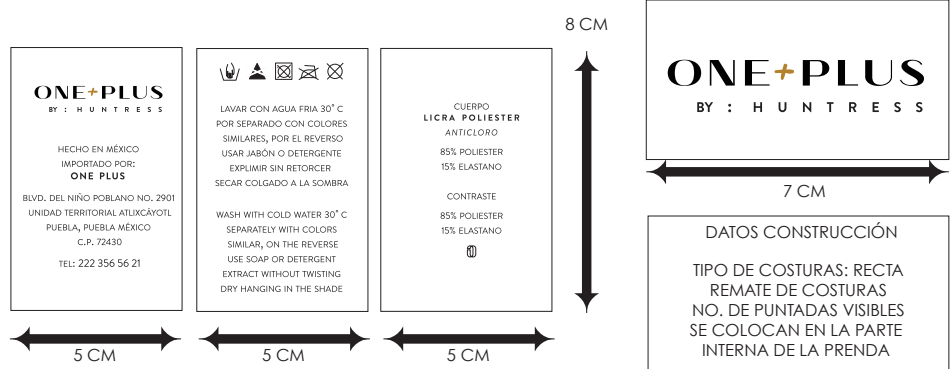 8 CM
ONE+PLUS
BY : HUNTRESS
HECHO EN MÉXICO
IMPORTADO POR:
ONE PLUS
BLVD. DEL NIÑO POBLANO NO. 2901
UNIDAD TERRITORIAL ATLIXCÁYOTL
PUEBLA, PUEBLA MÉXICO
C.P. 72430
TEL: 222 356 56 21
5 CM
LAVAR CON AGUA FRIA 30° C
POR SEPARADO CON COLORES
SIMILARES, POR EL REVERSO
USAR JABÓN O DETERGENTE
EXPLIMIR SIN RETORCER
SECAR COLGADO A LA SOMBRA
WASH WITH COLD WATER 30° C
SEPARATELY WITH COLORS
SIMILAR, ON THE REVERSE
USE SOAP OR DETERGENT
EXTRACT WITHOUT TWISTING
DRY HANGING IN THE SHADE
5 CM
CUERPO
LICRA POLIESTER
ANTICLORO
85% POLIESTER
15% ELASTANO
CONTRASTE
85% POLIESTER
15% ELASTANO
5 CM
ONE+PLUS
BY : HUNTRESS
7 CM
DATOS CONSTRUCCIÓN
TIPO DE COSTURAS: RECTA
REMATE DE COSTURAS
NO. DE PUNTADAS VISIBLES
SE COLOCAN EN LA PARTE
INTERNA DE LA PRENDA